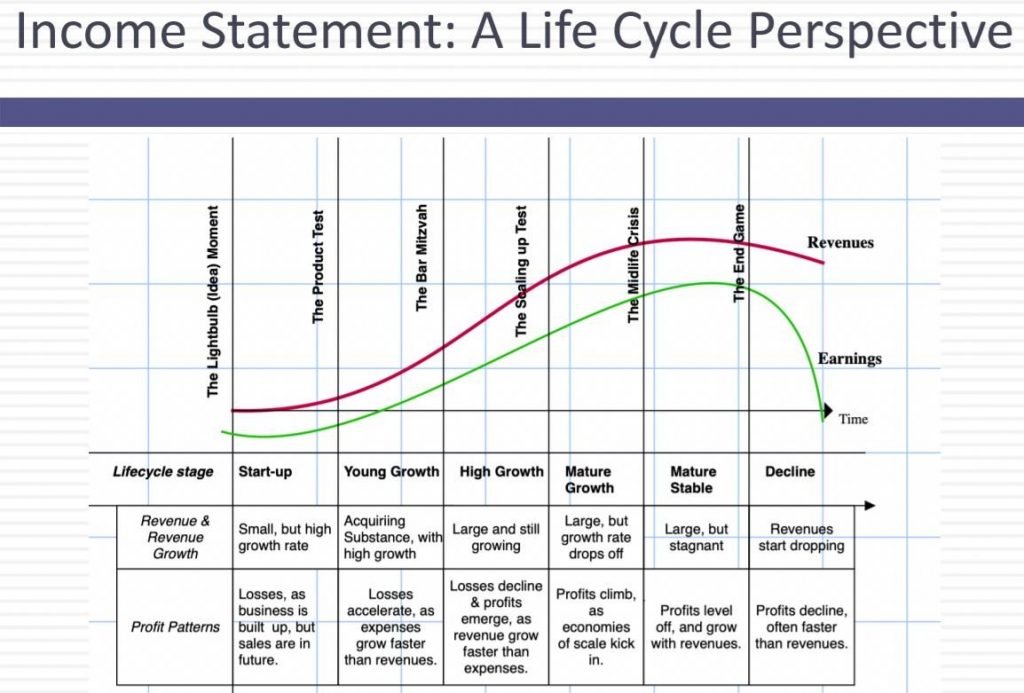 Income Statement: A Life Cycle Perspective
The Lightbulb (Idea) Moment
The Product Test
The Bar Mitzvah
The Scaling up Test
The Midlife Crisis
The End Game
Revenues
Earnings
Time
Lifecycle stage
Start-up
Young Growth
High Growth
Mature
Growth
Mature
Stable
Decline
Revenue &
Revenue
Growth
Small, but high
growth rate
Acquiriing
Substance, with
high growth
Large and still
growing
Large, but
growth rate
drops off
Large, but
stagnant
Revenues
start dropping
Profit Patterns
Losses, as
business is
built up, but
sales are in
future.
Losses
accelerate, as
expenses
grow faster
than revenues.
Losses decline
& profits
emerge, as
revenue grow
faster than
expenses.
Profits climb,
as
economies
of scale kick
in.
Profits level
off, and grow
with revenues.
Profits decline,
often faster
than revenues.